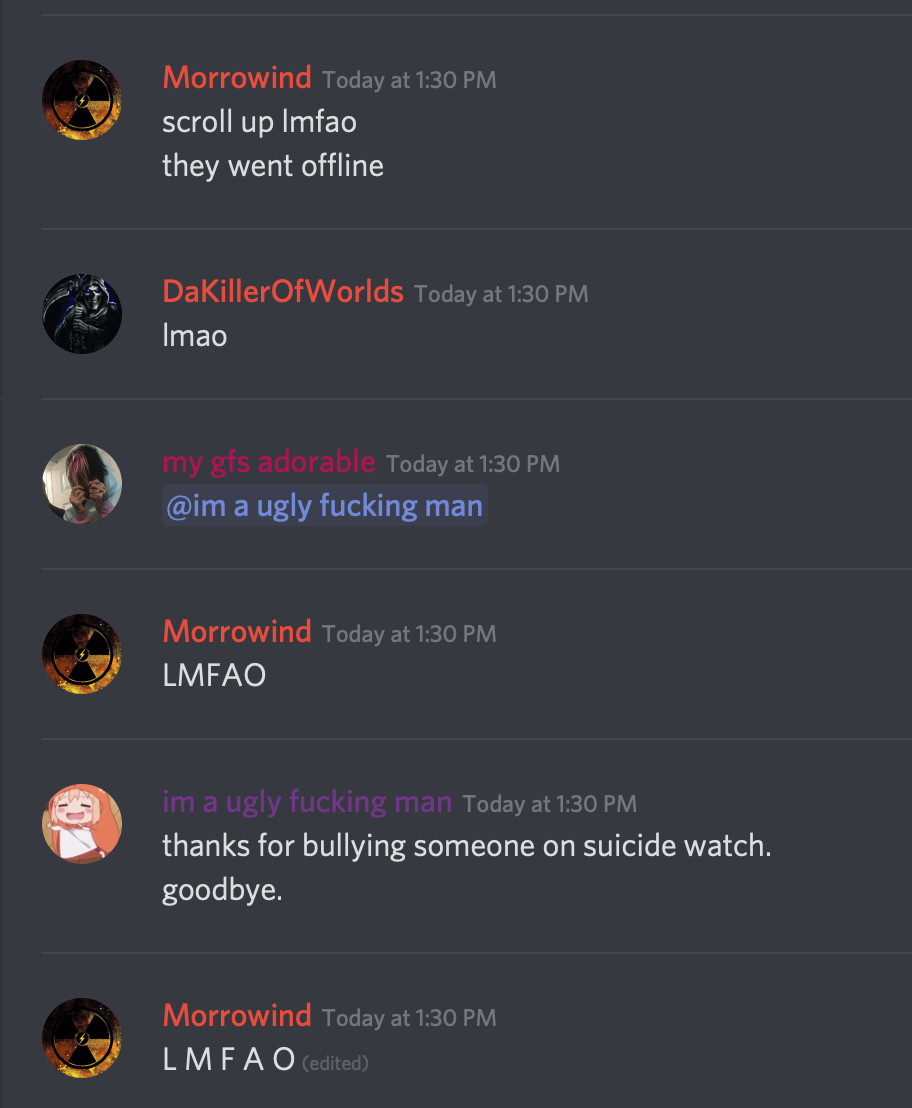 Morrowind Today at 1:30 PM
scroll up lmfao
they went offline
DaKillerOfWorlds Today at 1:30 PM
lmao
my gfs adorable Today at 1:30 PM
@im a ugly fucking man
Morrowind Today at 1:30 PM
LMFAO
im a ugly fucking man Today at 1:30 PM
thanks for bullying someone on suicide watch.
goodbye.
Morrowind Today at 1:30 PM
L M F A O (edited)